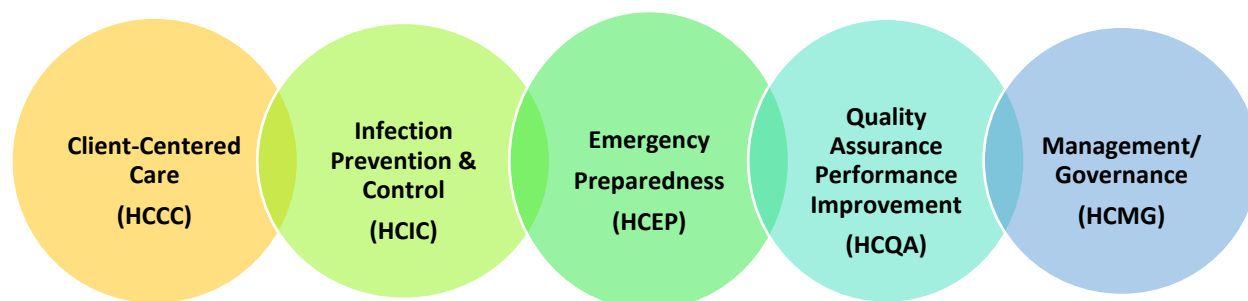 Client-Centered
Care
(HCCC)
Infection
Prevention &
Control
(HCIC)
Emergency
Preparedness
(HCEP)
Quality
Assurance
Performance
Improvement
(HCQA)
Management/
Governance
(HCMG)